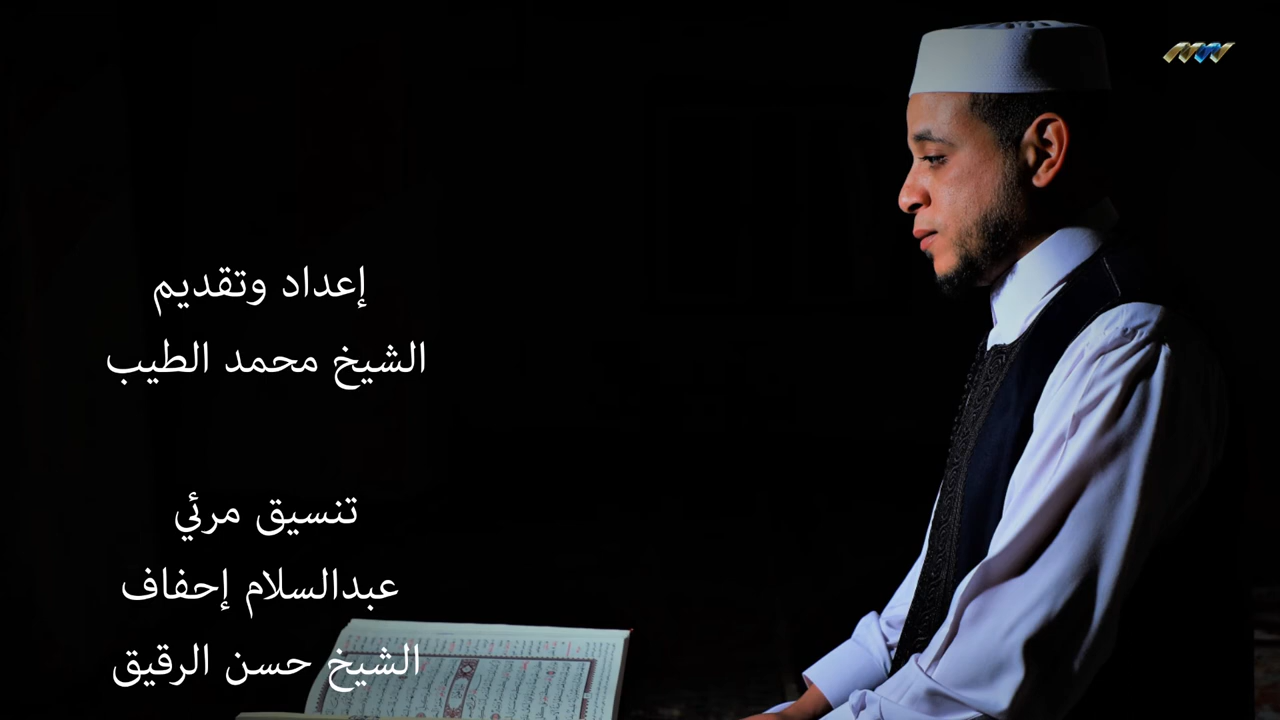 إعداد وتقديم
الشيخ محمد الطيب
تنسيق مرئي
عبدالسلام إحفاف
الشيخ حسن الرقيق